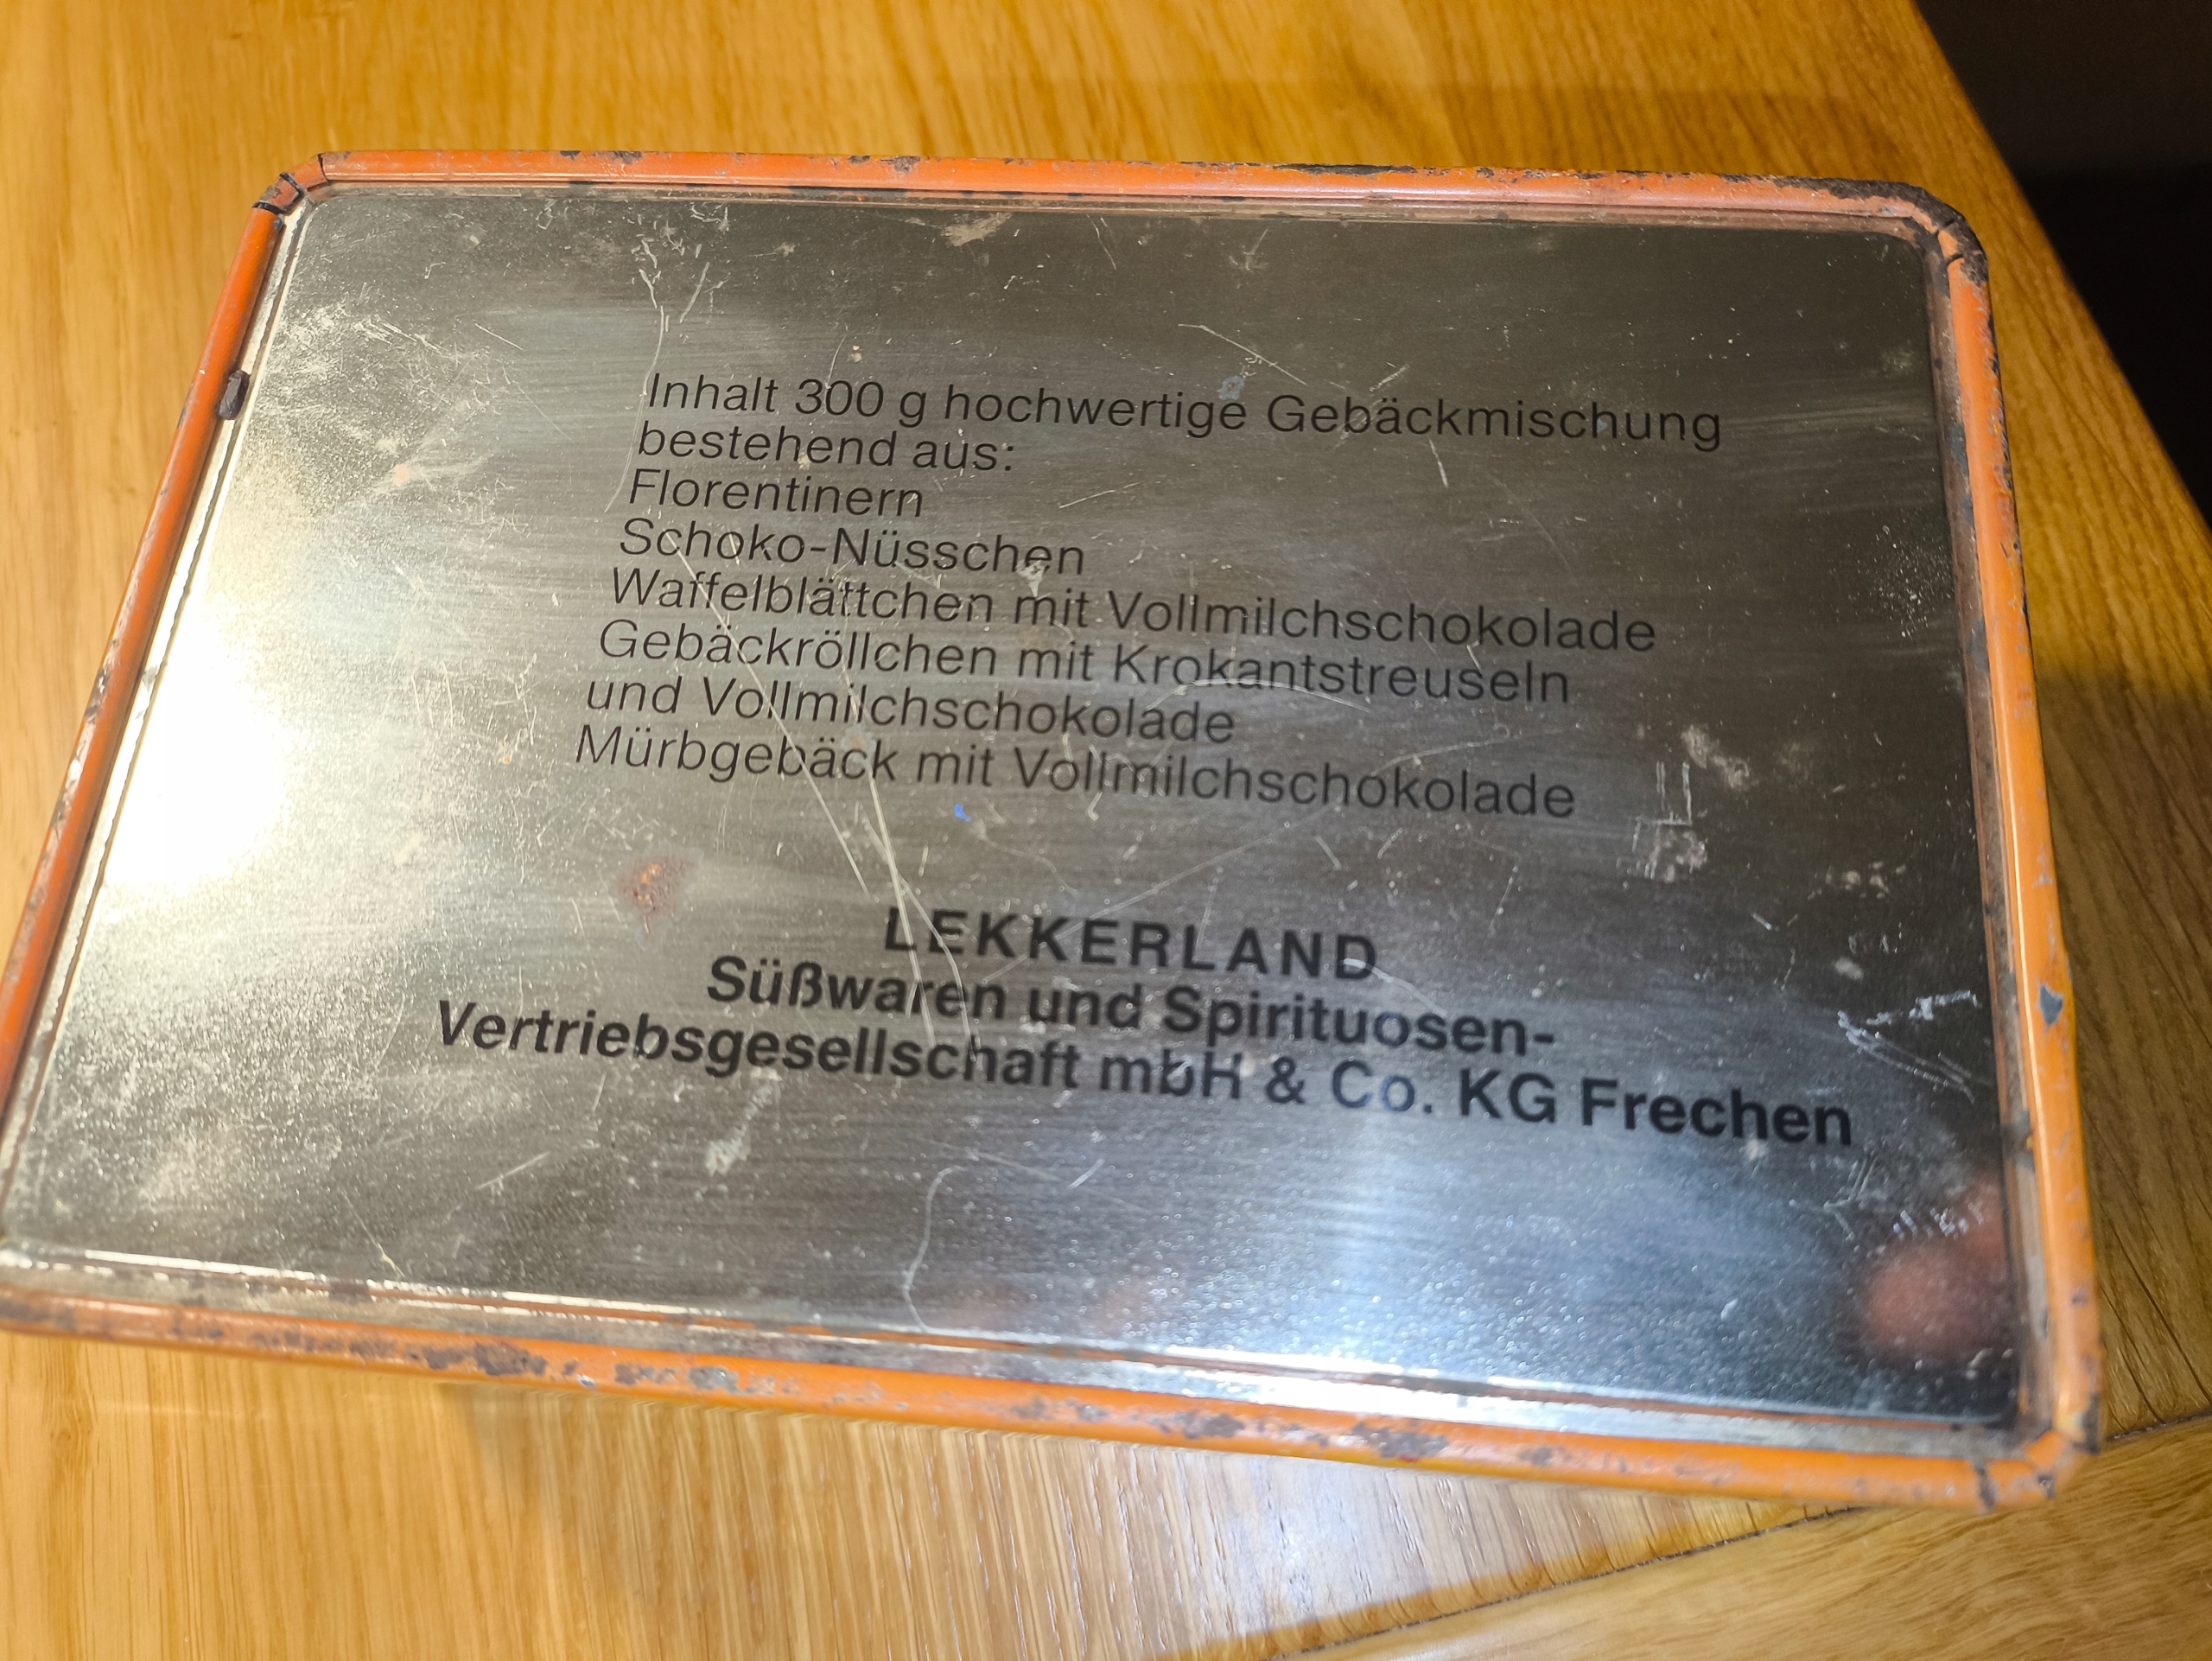 Inhalt 300 g hochwertige Gebäckmischung
bestehend aus:
Florentinern
Schoko-Nüsschen
Waffelblättchen mit Vollmilchschokolade
Gebäckröllchen mit Krokantstreuseln
und Vollmilchschokolade
Mürbgebäck mit Vollmilchschokolade
LEKKERLAND
Süßwaren und Spirituosen-
Vertriebsgesellschaft mbH & Co. KG Frechen